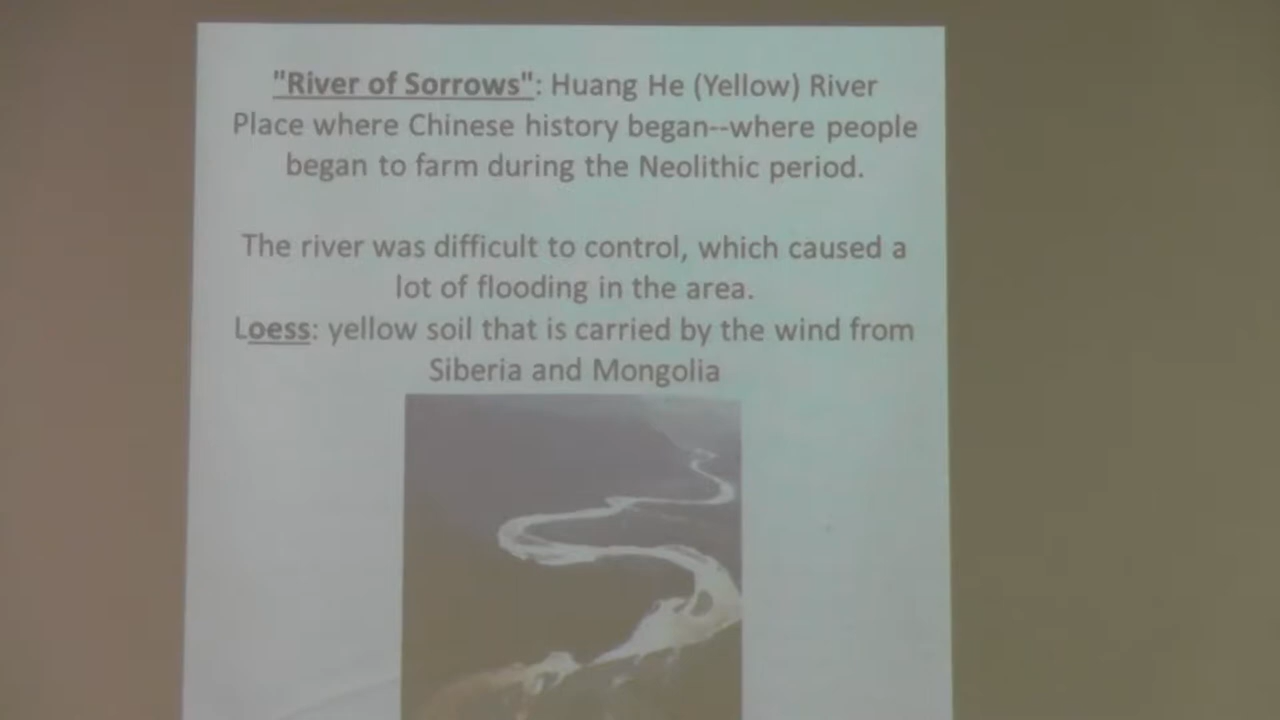 "River of Sorrows": Huang He (Yellow) River
Place where Chinese history began--where people
began to farm during the Neolithic period.
The river was difficult to control, which caused a
lot of flooding in the area.
Loess: yellow soil that is carried by the wind from
Siberia and Mongolia